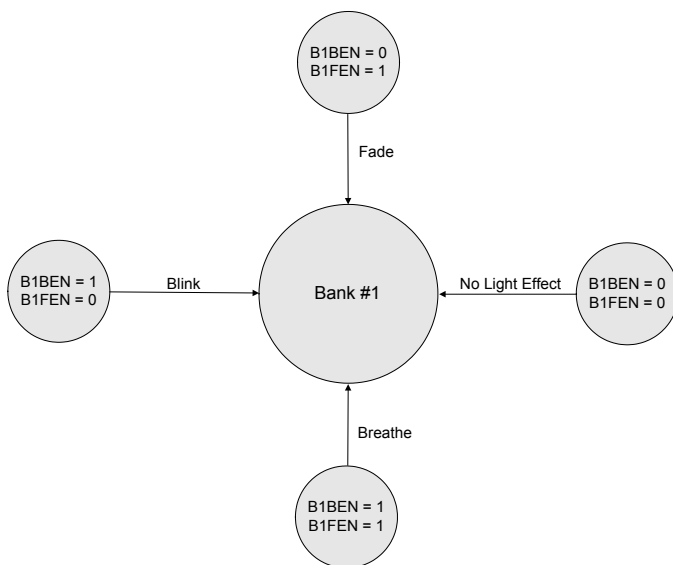 B1BEN = 0
B1FEN = 1
Fade
B1BEN = 1
B1FEN = 0
Blink
Bank #1
No Light Effect
B1BEN = 0
B1FEN = 0
Breathe
B1BEN = 1
B1FEN = 1